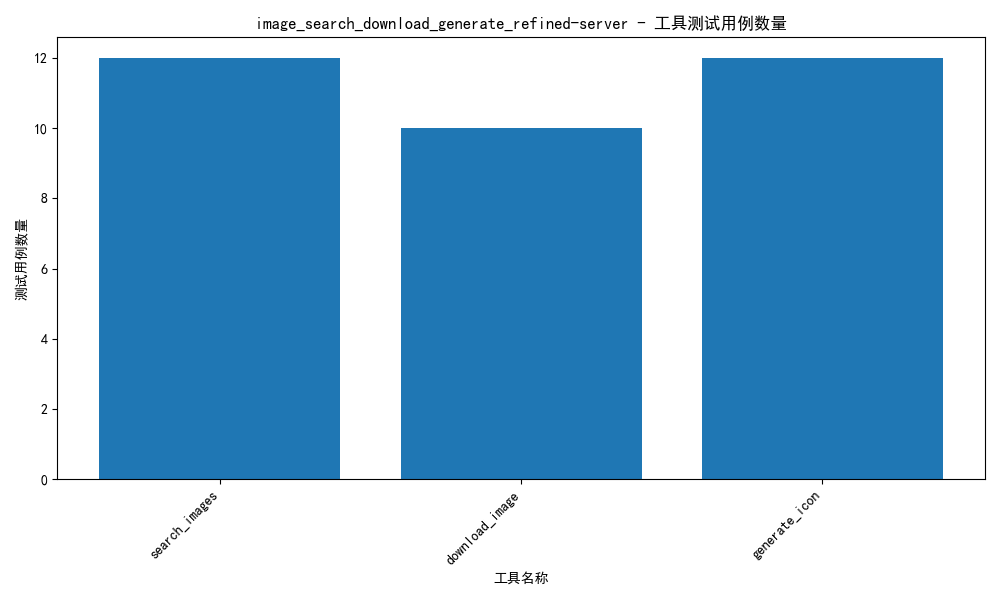 image_search_download_generate_refined-server - 工具测试用例数量
测试用例数量
12
10
8
6
4
2
0
search_images
download_image
generate_icon
工具名称